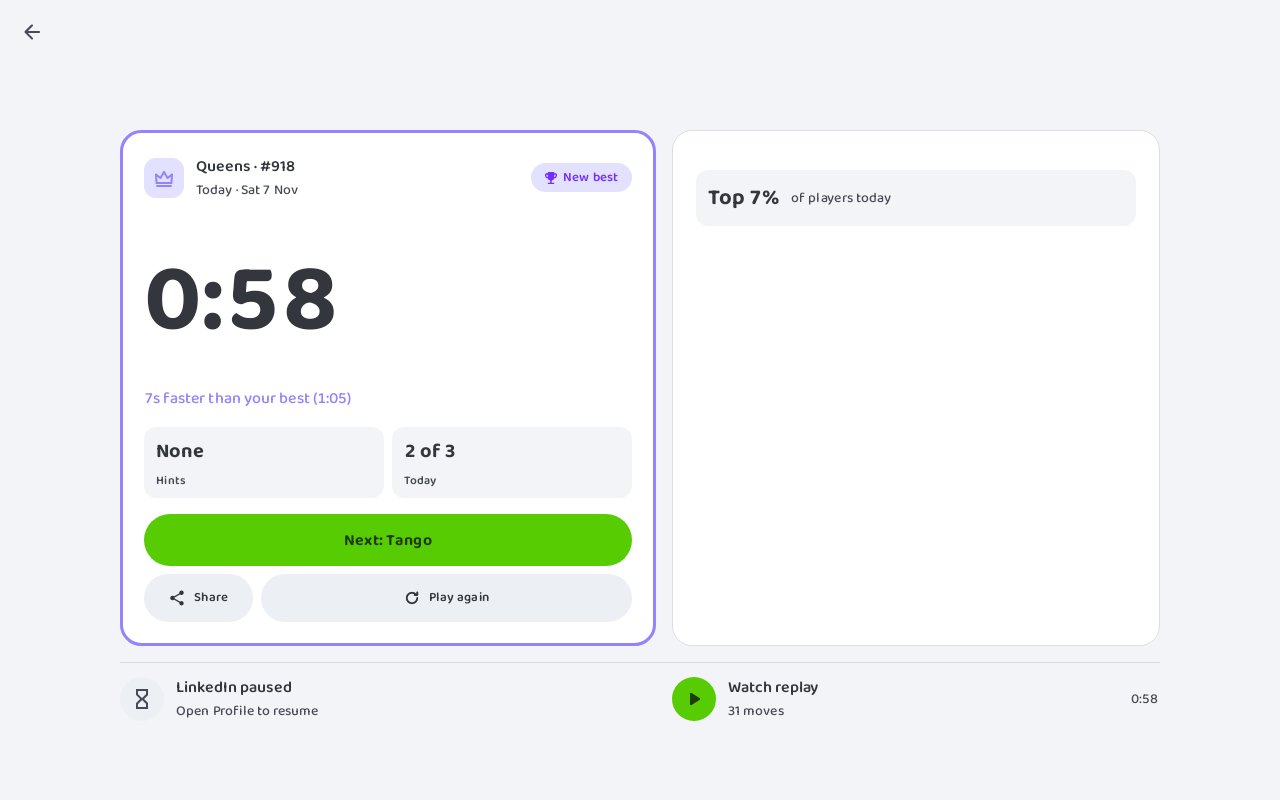 Queens · #918
Today · Sat 7 Nov
New best
0:58
7s faster than your best (1:05)
None
Hints
2 of 3
Today
Next: Tango
Share
Play again
Top 7% of players today
LinkedIn paused
Open Profile to resume
Watch replay
31 moves
0:58